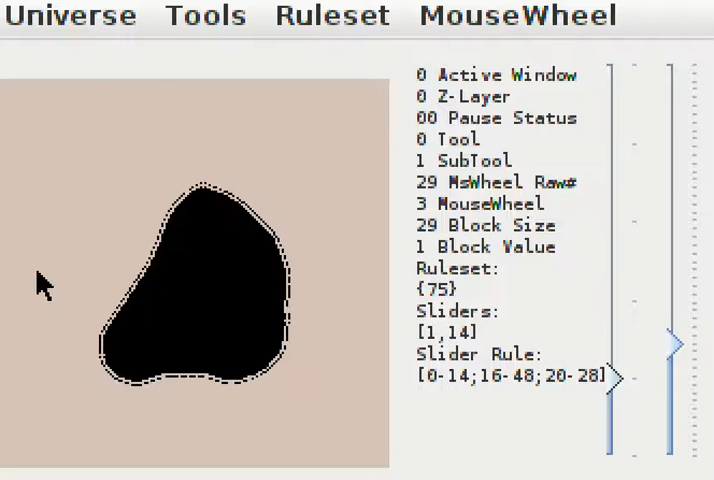 Universe Tools Ruleset MouseWheel
0 Active Window
0 Z-Layer
00 Pause Status
0 Tool
1 SubTool
29 MsWheel Raw#
3 MouseWheel
29 Block Size
1 Block Value
Ruleset:
{75}
Sliders:
[1,14]
Slider Rule:
[0-14;16-48;20-28]